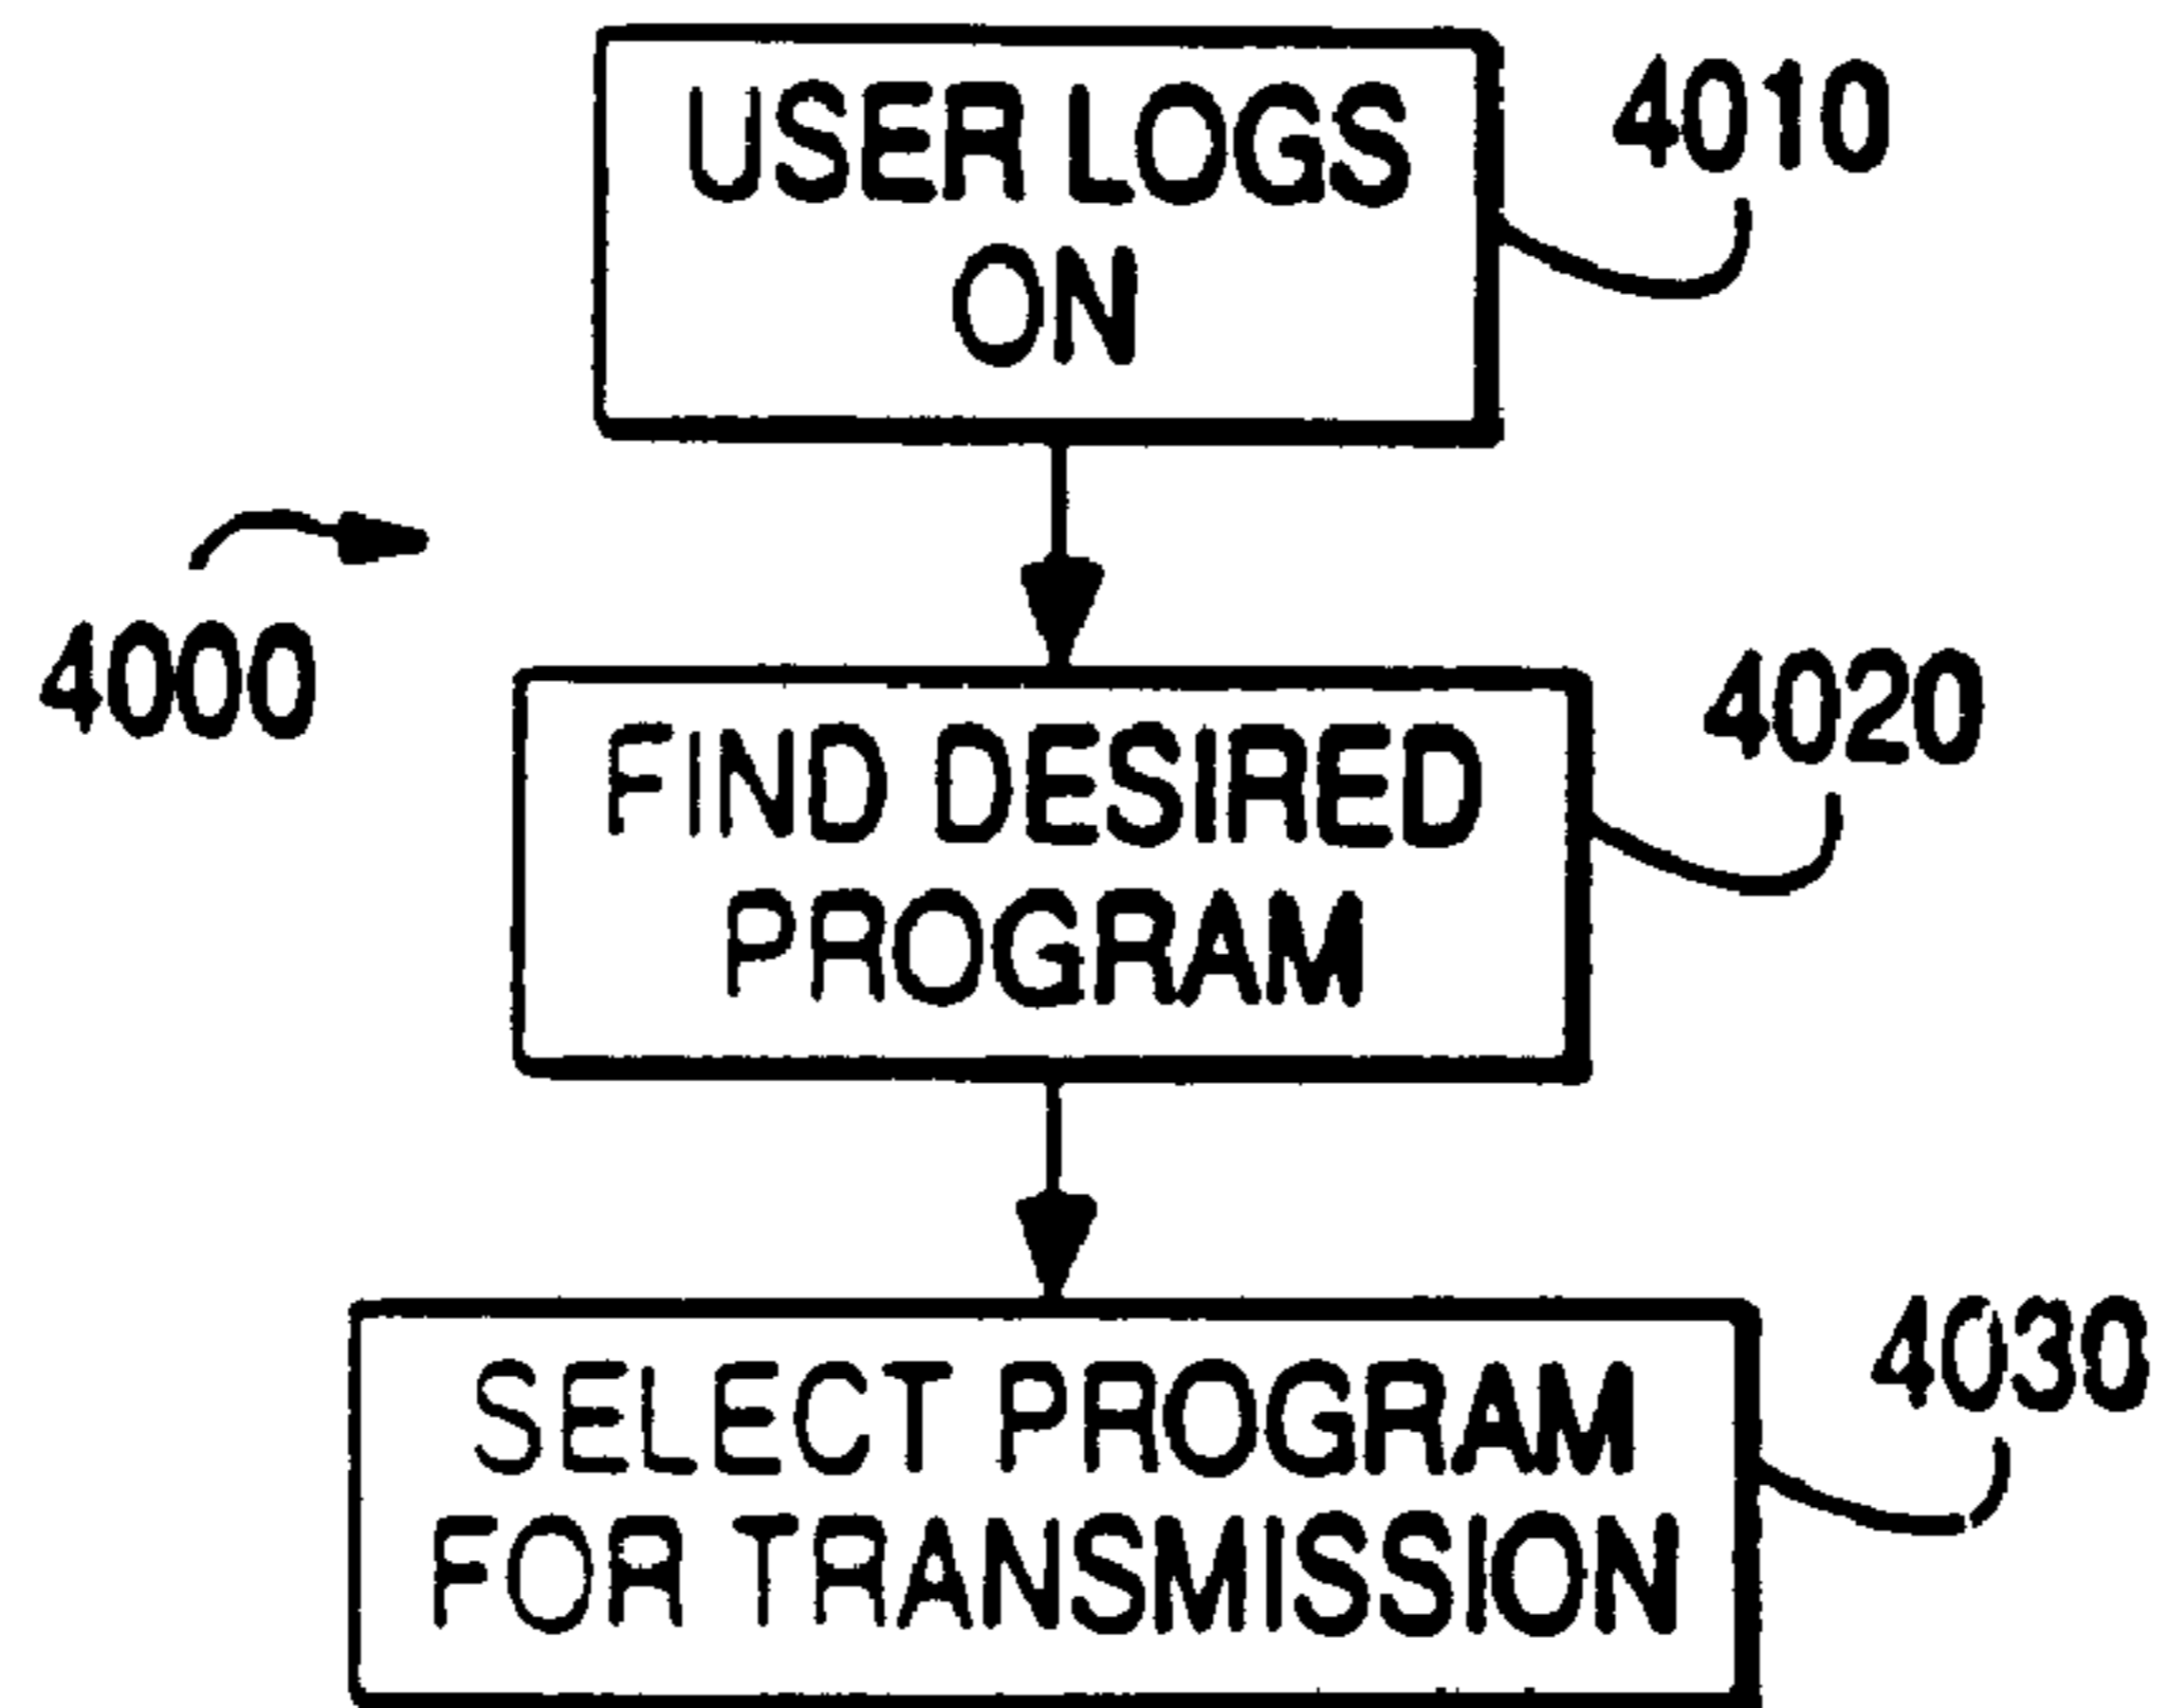 USER LOGS
ON
4010
4000
FIND DESIRED
PROGRAM
4020
SELECT PROGRAM
FOR TRANSMISSION
4030